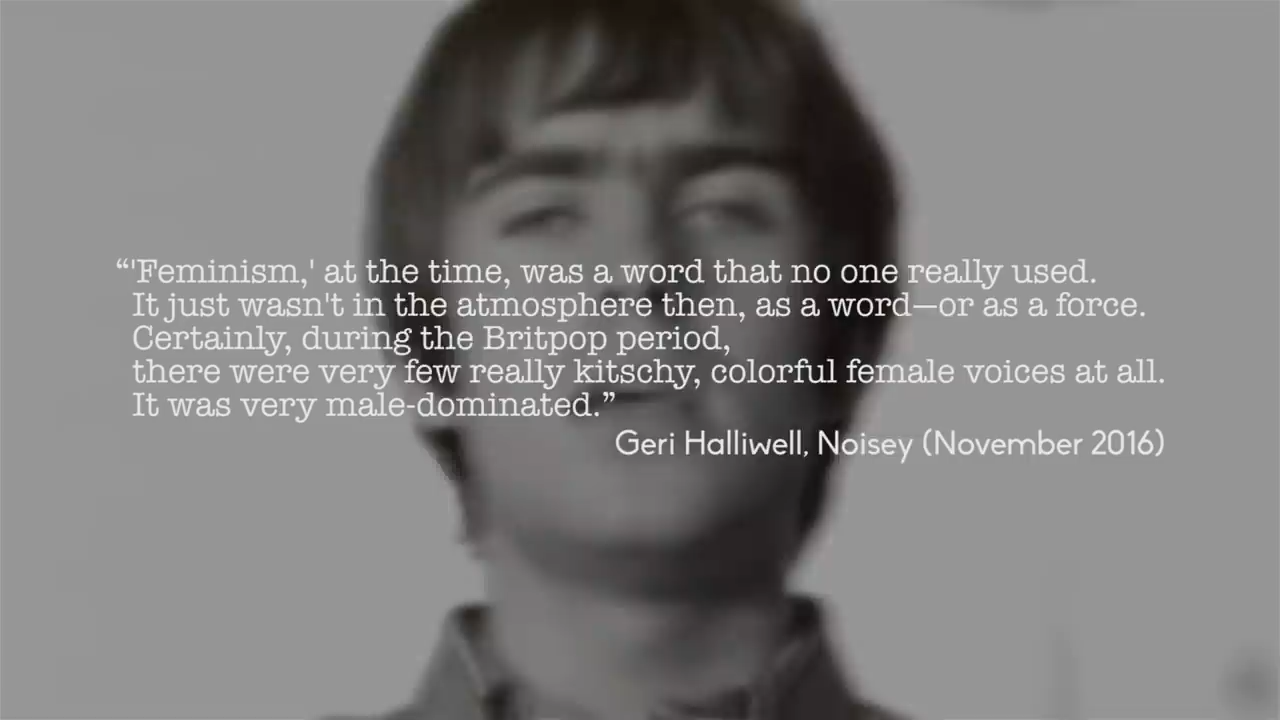 “'Feminism,' at the time, was a word that no one really used.
It just wasn't in the atmosphere then, as a word—or as a force.
Certainly, during the Britpop period,
there were very few really kitschy, colorful female voices at all.
It was very male-dominated.”
Geri Halliwell, Noisey (November 2016)